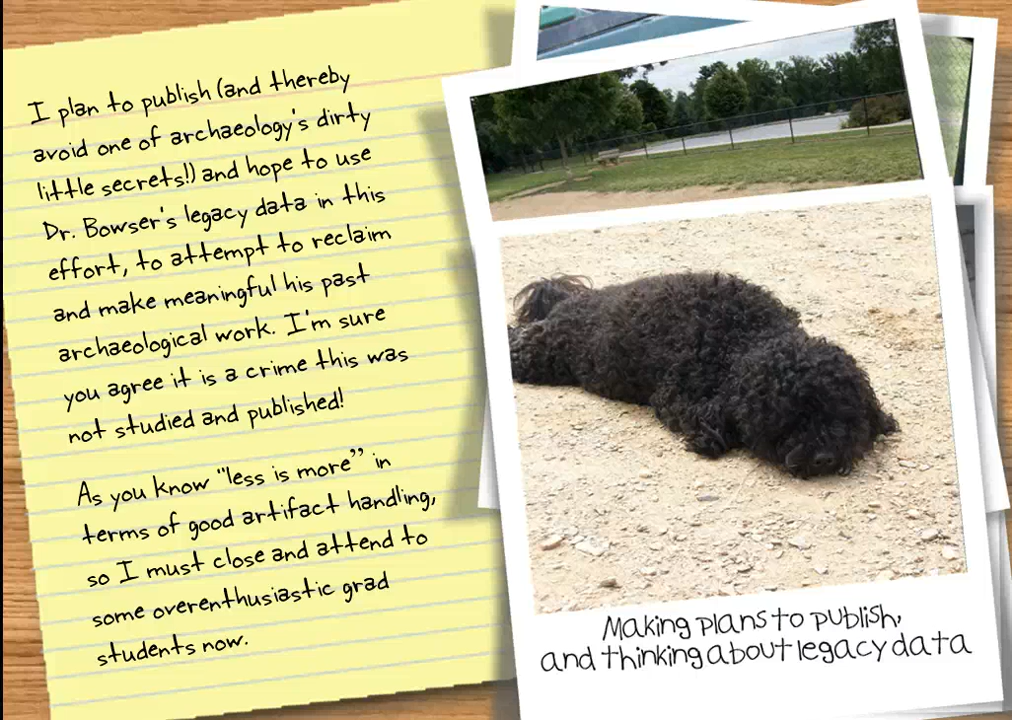 I plan to publish (and thereby
avoid one of archaeology's dirty
little secrets!) and hope to use
Dr. Bowser's legacy data in this
effort, to attempt to reclaim
and make meaningful his past
archaeological work. I'm sure
you agree it is a crime this was
not studied and published!
As you know "less is more” in
terms of good artifact handling,
so I must close and attend to
some overenthusiastic grad
students now.
Making plans to publish,
and thinking about legacy data